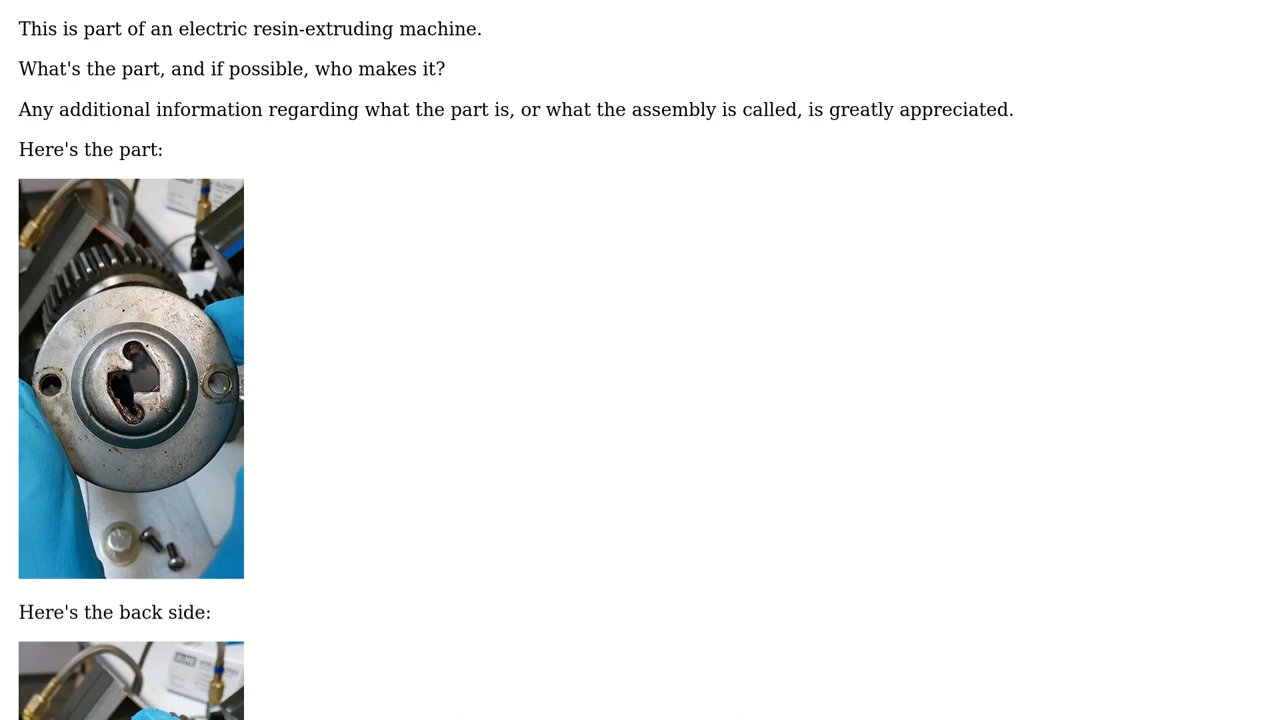 This is part of an electric resin-extruding machine.
What's the part, and if possible, who makes it?
Any additional information regarding what the part is, or what the assembly is called, is greatly appreciated.
Here's the part:
Here's the back side: